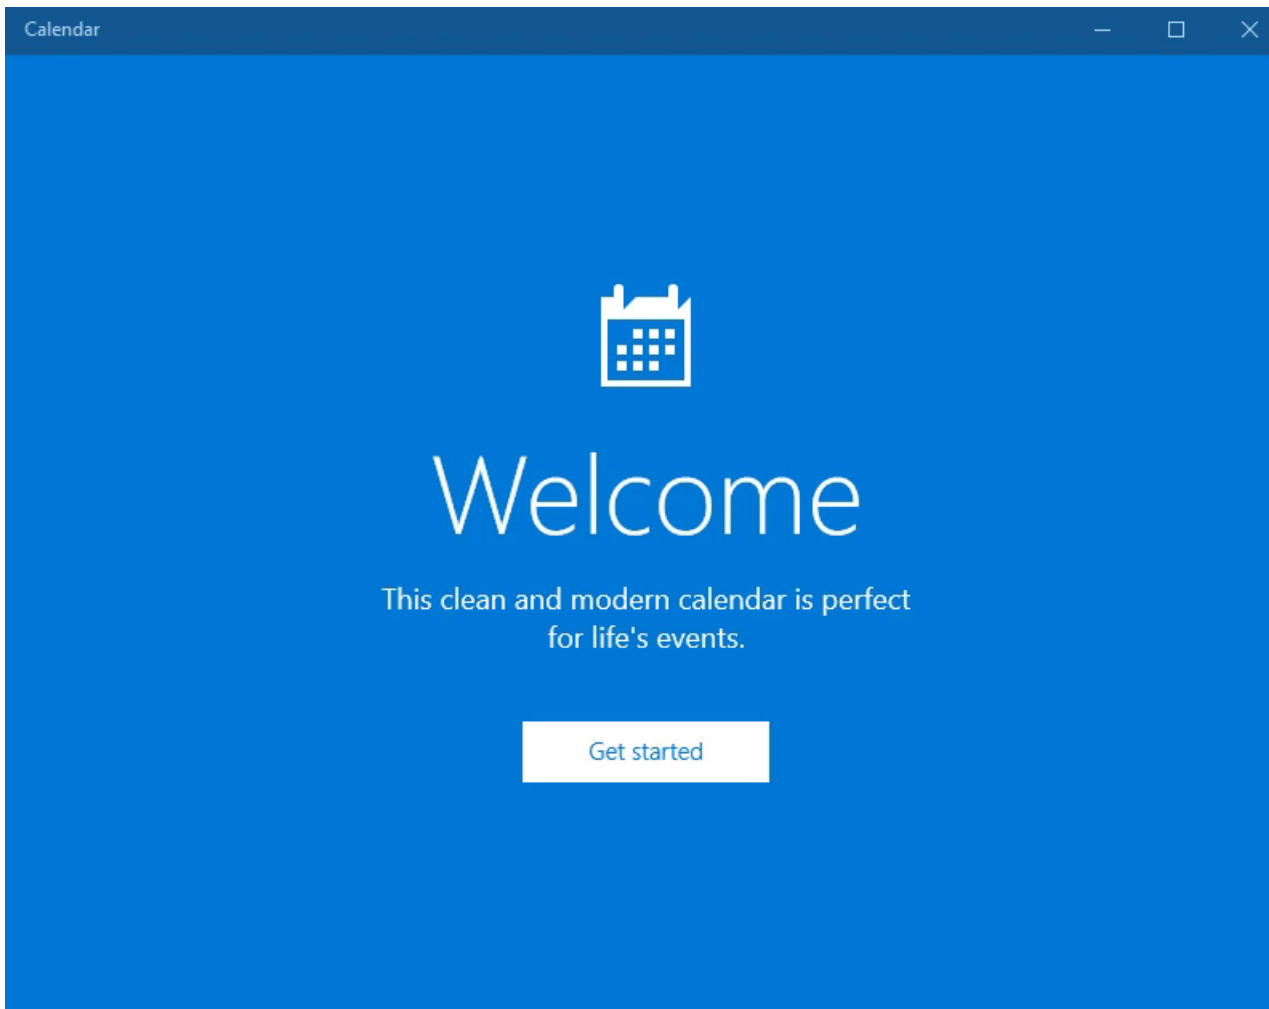 Calendar
Welcome
This clean and modern calendar is perfect
for life's events.
Get started